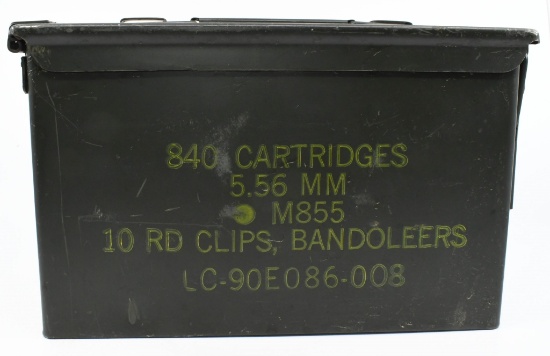 840 CARTRIDGES
5.56 MM
M855
10 RD CLIPS, BANDOLEERS
LC-90E086-008